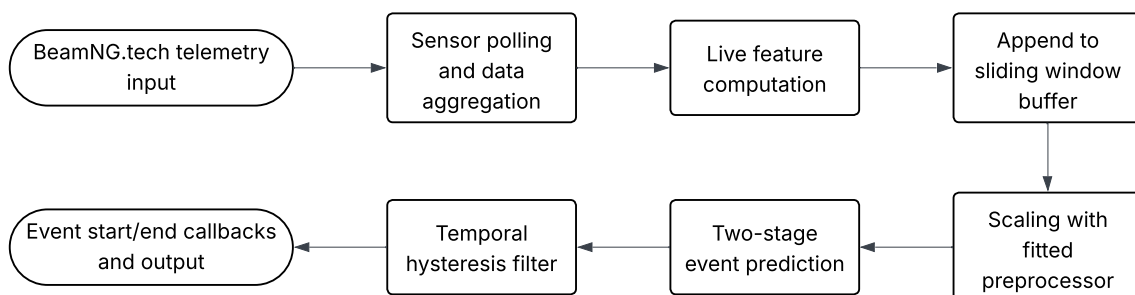 BeamNG.tech telemetry
input
Sensor polling
and data
aggregation
Live feature
computation
Append to
sliding window
buffer
Scaling with
fitted
preprocessor
Two-stage
event prediction
Temporal
hysteresis filter
Event start/end callbacks
and output